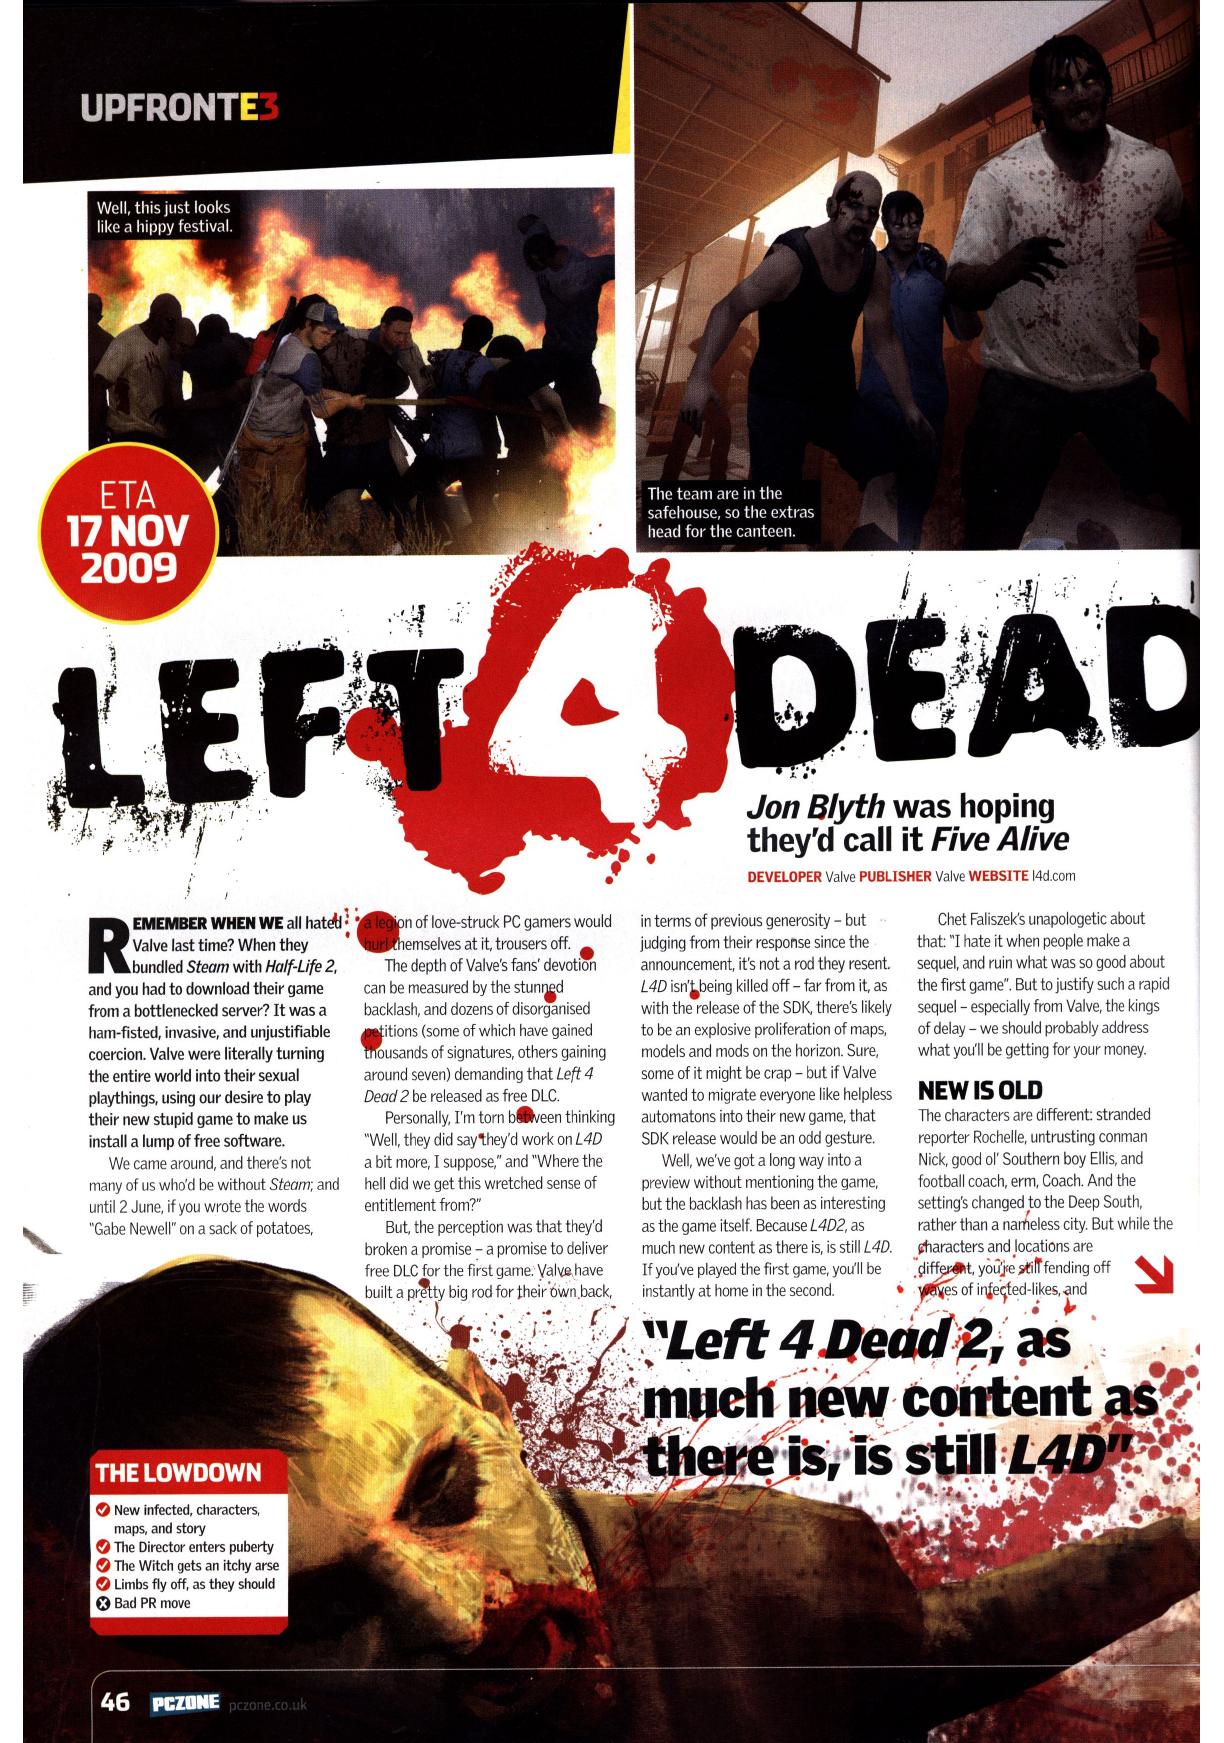 UPFRONTE3
Well, this just looks
like a hippy festival.
The team are in the
safehouse, so the extras
head for the canteen.
ETA
17 NOV
2009
LEFT 4 DEAD
Jon Blyth was hoping
they'd call it Five Alive
DEVELOPER Valve PUBLISHER Valve WEBSITE l4d.com
REMEMBER WHEN WE all hated
Valve last time? When they
bundled Steam with Half-Life 2,
and you had to download their game
from a bottlenecked server? It was a
ham-fisted, invasive, and unjustifiable
coercion. Valve were literally turning
the entire world into their sexual
playthings, using our desire to play
their new stupid game to make us
install a lump of free software.
We came around, and there's not
many of us who'd be without Steam; and
until 2 June, if you wrote the words
"Gabe Newell" on a sack of potatoes,
a legion of love-struck PC gamers would
hurl themselves at it, trousers off.
The depth of Valve's fans' devotion
can be measured by the stunned
backlash, and dozens of disorganised
petitions (some of which have gained
thousands of signatures, others gaining
around seven) demanding that Left 4
Dead 2 be released as free DLC.
Personally, I'm torn between thinking
"Well, they did say they'd work on L4D
a bit more, I suppose," and "Where the
hell did we get this wretched sense of
entitlement from?"
But, the perception was that they'd
broken a promise – a promise to deliver
free DLC for the first game. Valve have
built a pretty big rod for their own back,
in terms of previous generosity – but
judging from their response since the
announcement, it's not a rod they resent.
L4D isn't being killed off – far from it, as
with the release of the SDK, there's likely
to be an explosive proliferation of maps,
models and mods on the horizon. Sure,
some of it might be crap – but if Valve
wanted to migrate everyone like helpless
automatons into their new game, that
SDK release would be an odd gesture.
Well, we've got a long way into a
preview without mentioning the game,
but the backlash has been as interesting
as the game itself. Because L4D2, as
much new content as there is, is still L4D.
If you've played the first game, you'll be
instantly at home in the second.
Chet Faliszek's unapologetic about
that: "I hate it when people make a
sequel, and ruin what was so good about
the first game". But to justify such a rapid
sequel – especially from Valve, the kings
of delay – we should probably address
what you'll be getting for your money.
NEW IS OLD
The characters are different: stranded
reporter Rochelle, untrusting conman
Nick, good ol' Southern boy Ellis, and
football coach, erm, Coach. And the
setting's changed to the Deep South,
rather than a nameless city. But while the
characters and locations are
different, you're still fending off
waves of infected-likes, and
"Left 4 Dead 2, as
much new content as
there is, is still L4D"
THE LOWDOWN
New infected, characters,
maps, and story
The Director enters puberty
The Witch gets an itchy arse
Limbs fly off, as they should
Bad PR move
46 PCZONE pczone.co.uk